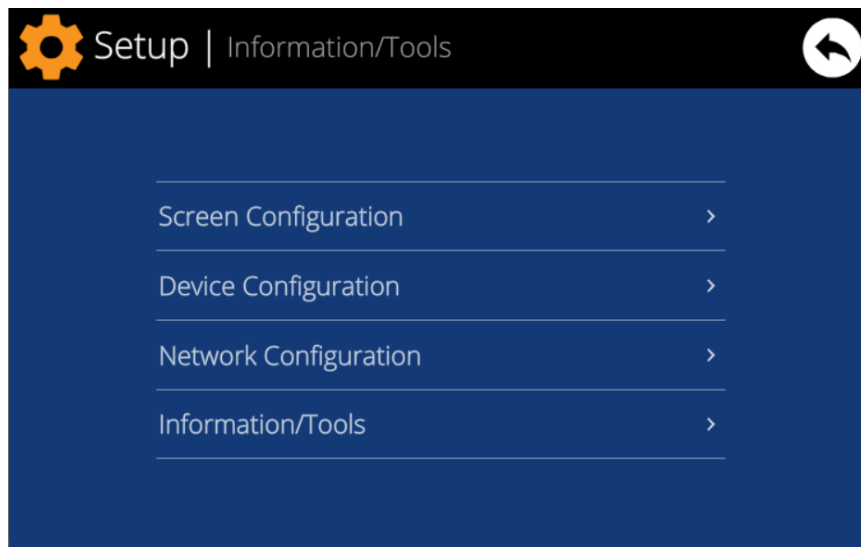 Setup | Information/Tools
Screen Configuration
Device Configuration
Network Configuration
Information/Tools